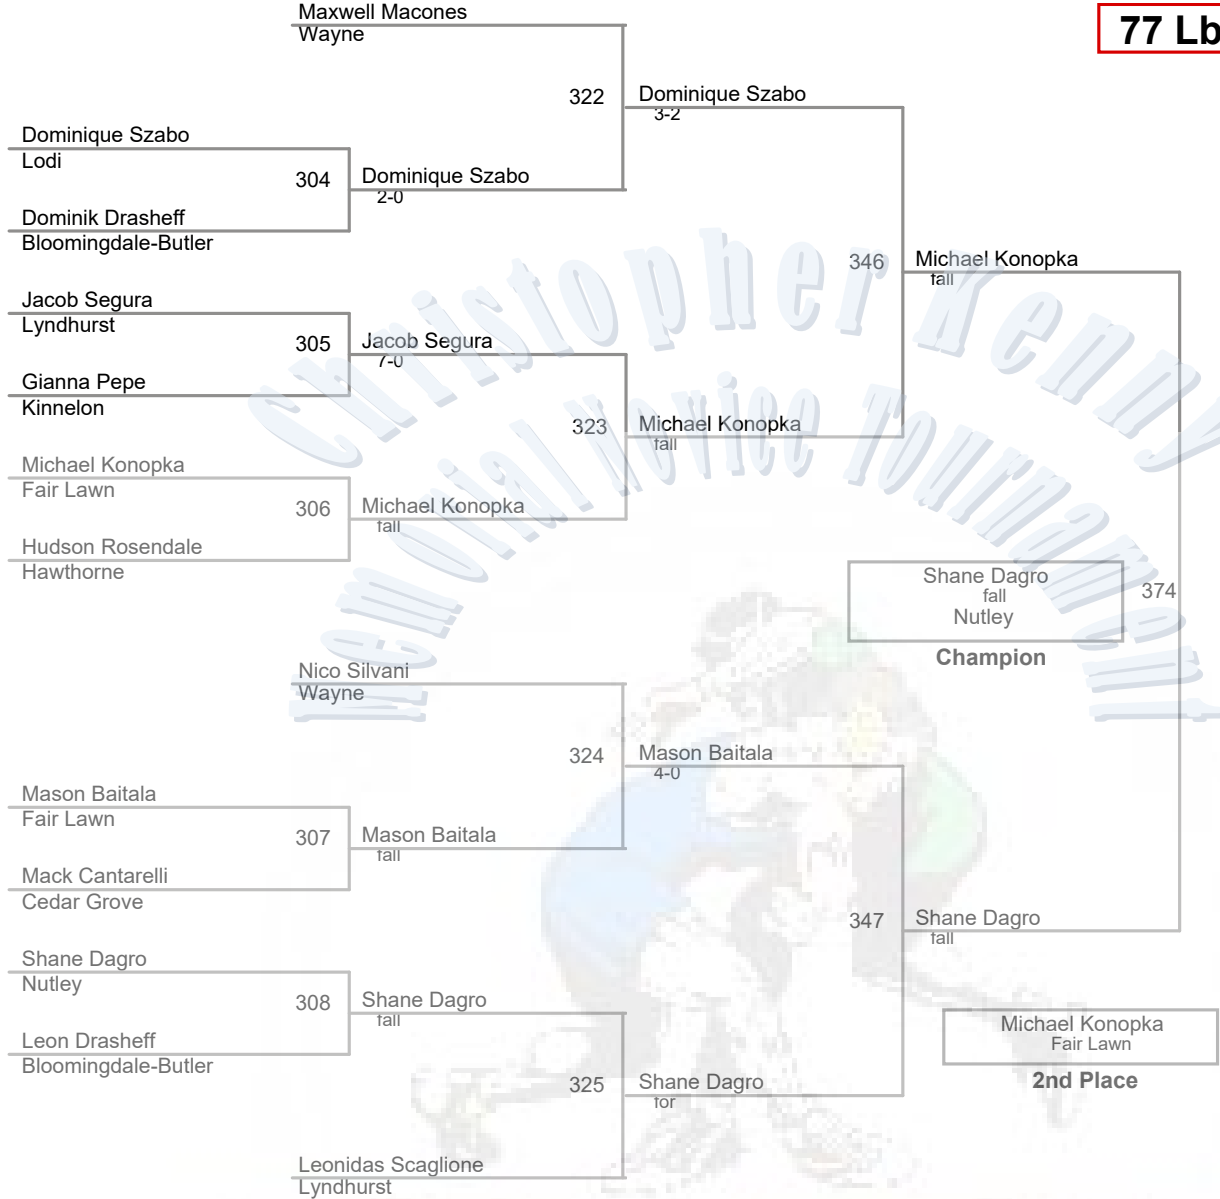 Maxwell Macones
Wayne
77 Lb
322
Dominique Szabo
3-2
Dominique Szabo
Lodi
304
Dominique Szabo
2-0
Dominik Drasheff
Bloomingdale-Butler
346
Michael Konopka
fall
Jacob Segura
Lyndhurst
305
Jacob Segura
7-0
Gianna Pepe
Kinnelon
323
Michael Konopka
fall
Michael Konopka
Fair Lawn
306
Michael Konopka
fall
Hudson Rosendale
Hawthorne
Christopher Kenny
Memorial Novice Tournament
Shane Dagro
fall
Nutley
374
Champion
Nico Silvani
Wayne
324
Mason Baitala
4-0
Mason Baitala
Fair Lawn
307
Mason Baitala
fall
Mack Cantarelli
Cedar Grove
347
Shane Dagro
fall
Shane Dagro
Nutley
308
Shane Dagro
fall
Leon Drasheff
Bloomingdale-Butler
325
Shane Dagro
for
Michael Konopka
Fair Lawn
2nd Place
Leonidas Scaglione
Lyndhurst